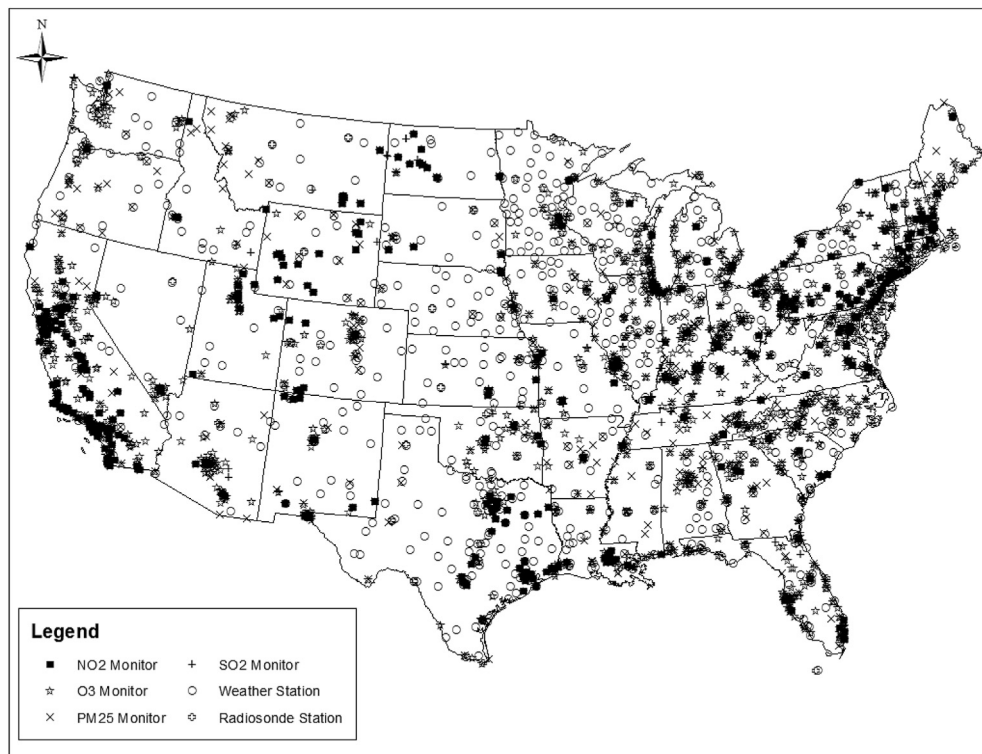 N
Legend
NO2 Monitor
SO2 Monitor
O3 Monitor
Weather Station
PM25 Monitor
Radiosonde Station